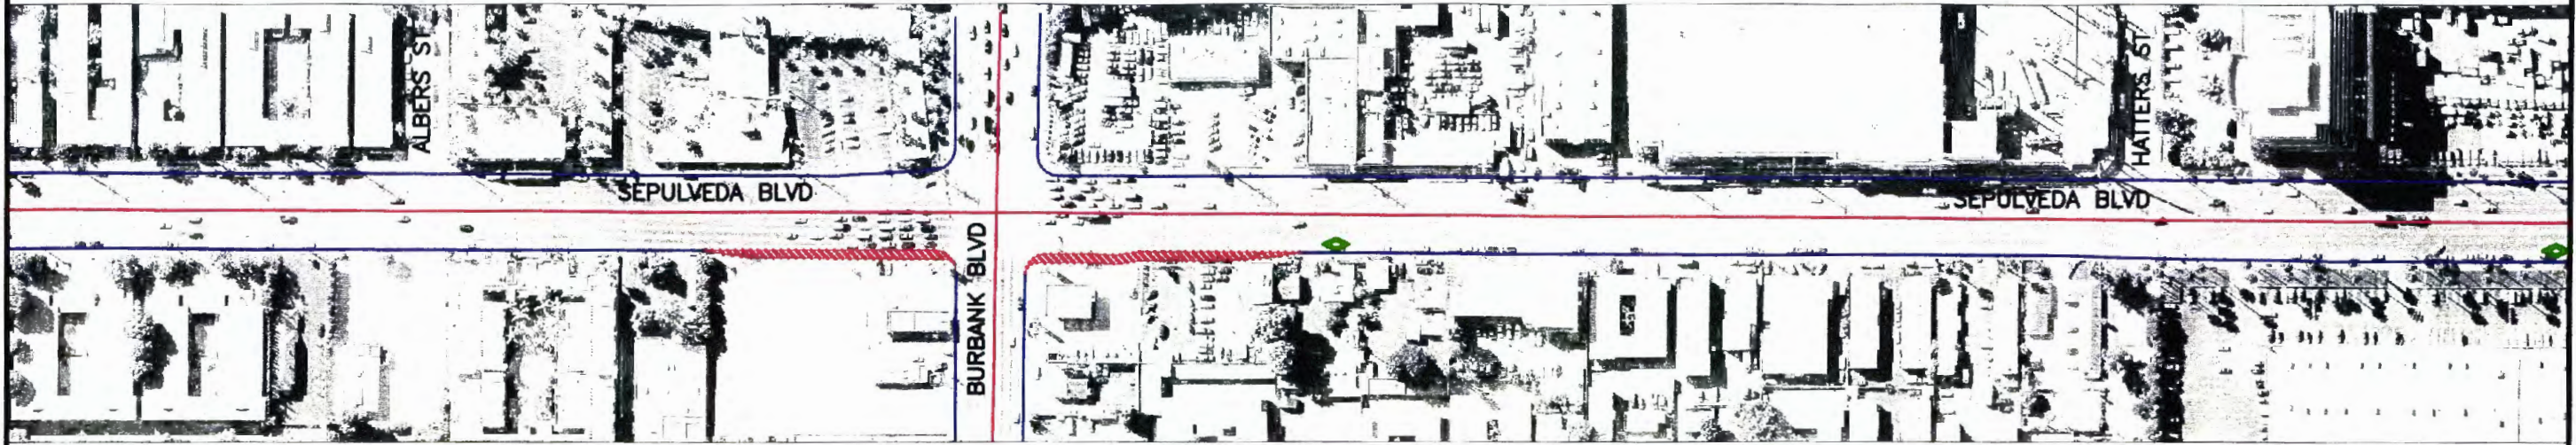 ALBERS ST
HATTERS ST
SEPULVEDA BLVD
SEPULVEDA BLVD
BURBANK BLVD